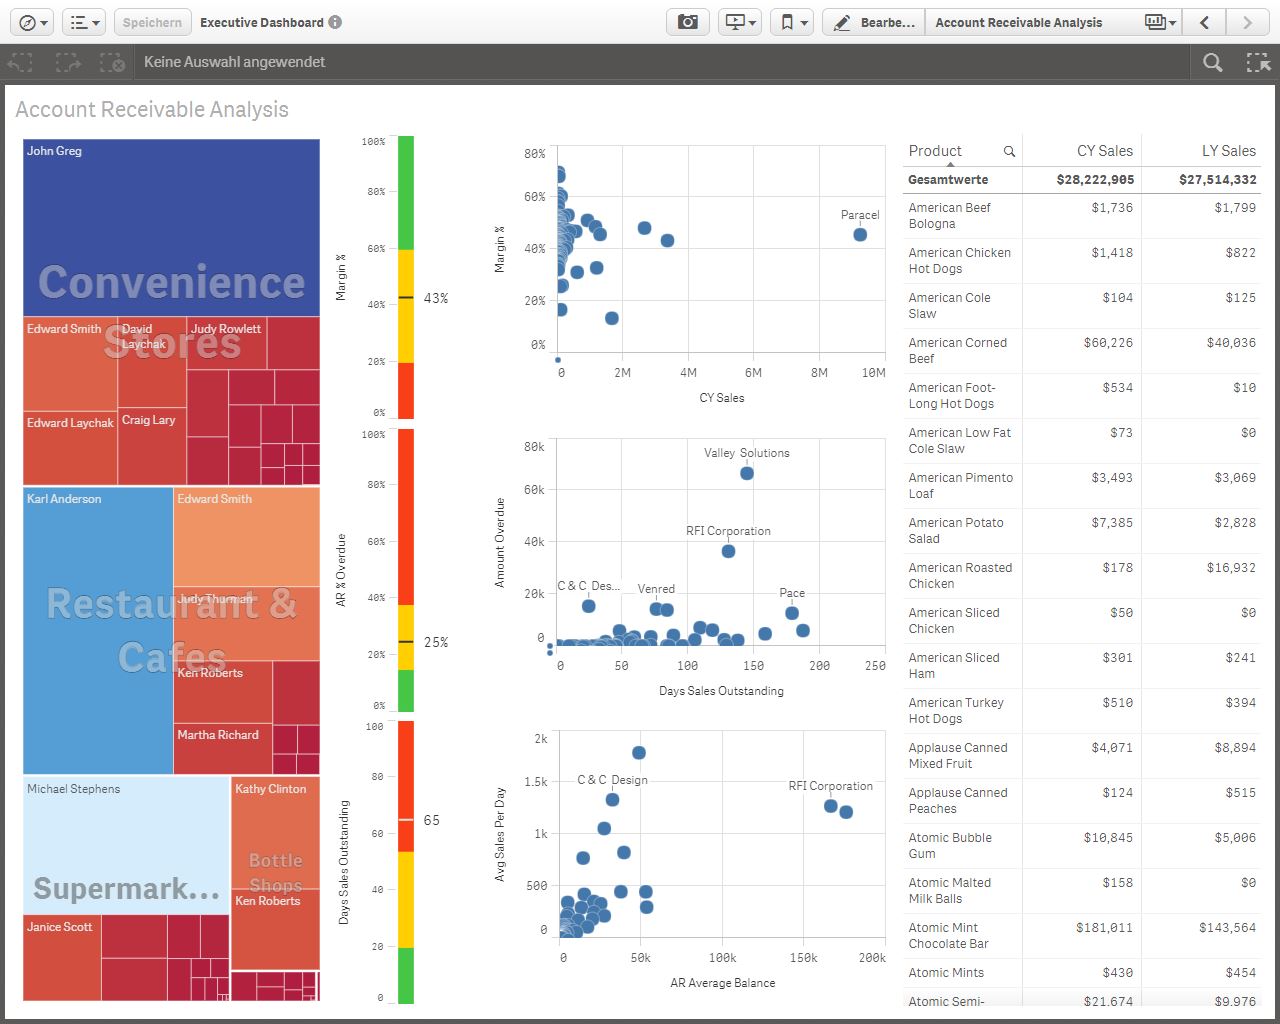 Speichern
Executive Dashboard
Bearbe...
Account Receivable Analysis
Keine Auswahl angewendet
Account Receivable Analysis
John Greg
Convenience
Stores
Edward Smith
David
Laychak
Judy Rowlett
Edward Laychak
Craig Lary
Karl Anderson
Edward Smith
Restaurant &
Cafes
Judy Thurman
Ken Roberts
Martha Richard
Michael Stephens
Supermark...
Kathy Clinton
Bottle
Shops
Ken Roberts
Janice Scott
Margin %
100%
80%
60%
40%
20%
0%
43%
AR % Overdue
100%
80%
60%
40%
20%
0%
25%
Days Sales Outstanding
100
80
60
40
20
0
65
Margin %
80%
60%
40%
20%
0%
Paracel
0 2M 4M 6M 8M 10M
CY Sales
Amount Overdue
80k
60k
40k
20k
0
Valley Solutions
RFI Corporation
C & C Des...
Venred
Pace
0 50 100 150 200 250
Days Sales Outstanding
Avg Sales Per Day
2k
1.5k
1k
500
0
C & C Design
RFI Corporation
0 50k 100k 150k 200k
AR Average Balance
Product CY Sales LY Sales
Gesamtwerte $28,222,905 $27,514,332
American Beef $1,736 $1,799
Bologna
American Chicken $1,418 $822
Hot Dogs
American Cole $104 $125
Slaw
American Corned $60,226 $40,036
Beef
American Foot- $534 $10
Long Hot Dogs
American Low Fat $73 $0
Cole Slaw
American Pimento $3,493 $3,069
Loaf
American Potato $7,385 $2,828
Salad
American Roasted $178 $16,932
Chicken
American Sliced $50 $0
Chicken
American Sliced $301 $241
Ham
American Turkey $510 $394
Hot Dogs
Applause Canned $4,071 $8,894
Mixed Fruit
Applause Canned $124 $515
Peaches
Atomic Bubble $10,845 $5,006
Gum
Atomic Malted $158 $0
Milk Balls
Atomic Mint $181,011 $143,564
Chocolate Bar
Atomic Mints $430 $454
Atomic Semi- $21,674 $9,976